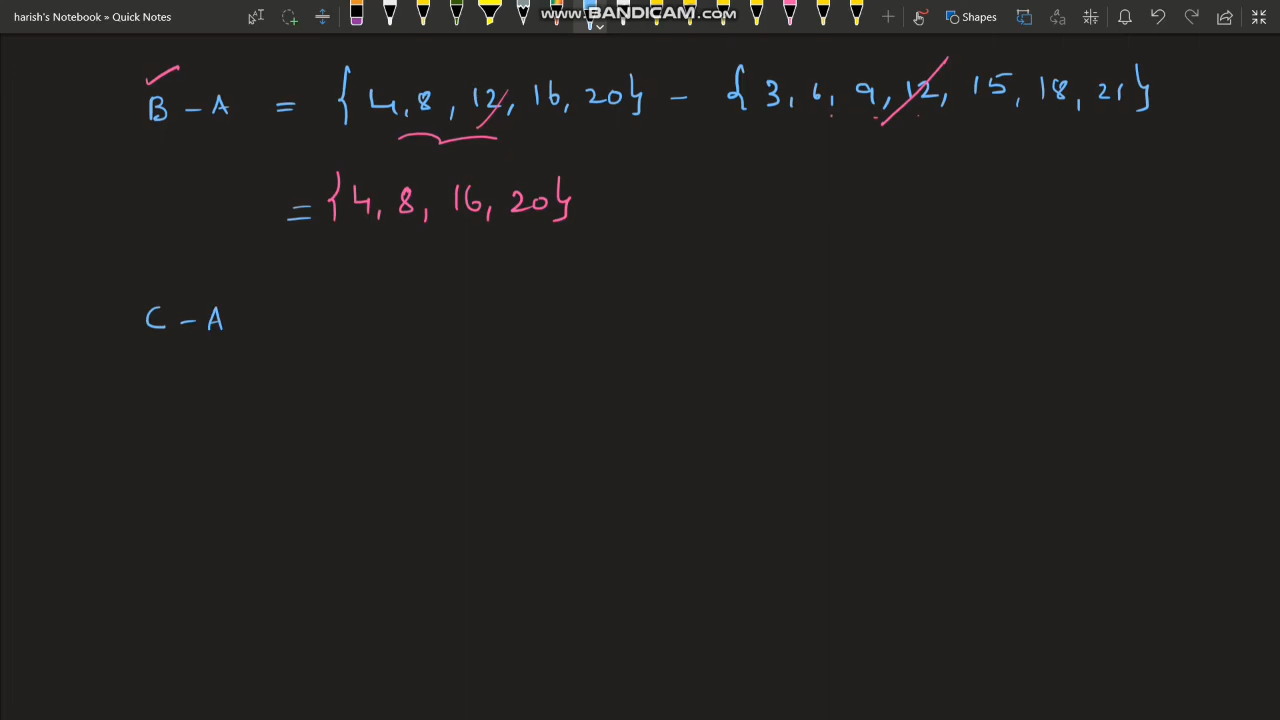 harish's Notebook » Quick Notes
www.BANDICAM.com
Shapes
B - A = {4, 8, 12, 16, 20} - {3, 6, 9, 12, 15, 18, 21}
= {4, 8, 16, 20}
C - A